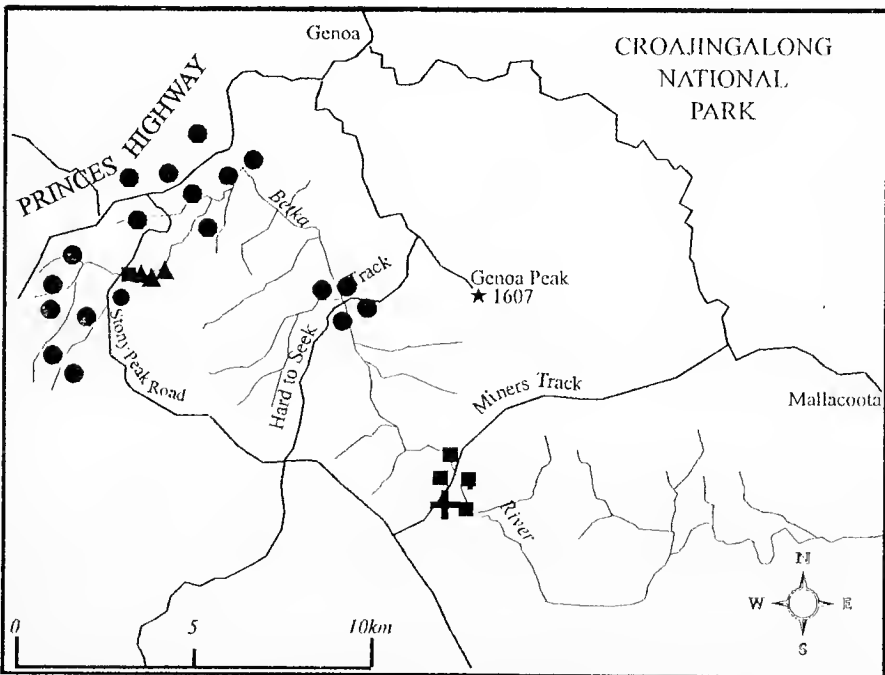 Genoa
CROAJINGALONG
NATIONAL
PARK
PRINCES HIGHWAY
Betka
Track
Genoa Peak
1607
Hard to Seek
Stony Peak Road
Miners Track
Mallacoota
River
N
W
E
S
0
5
10km